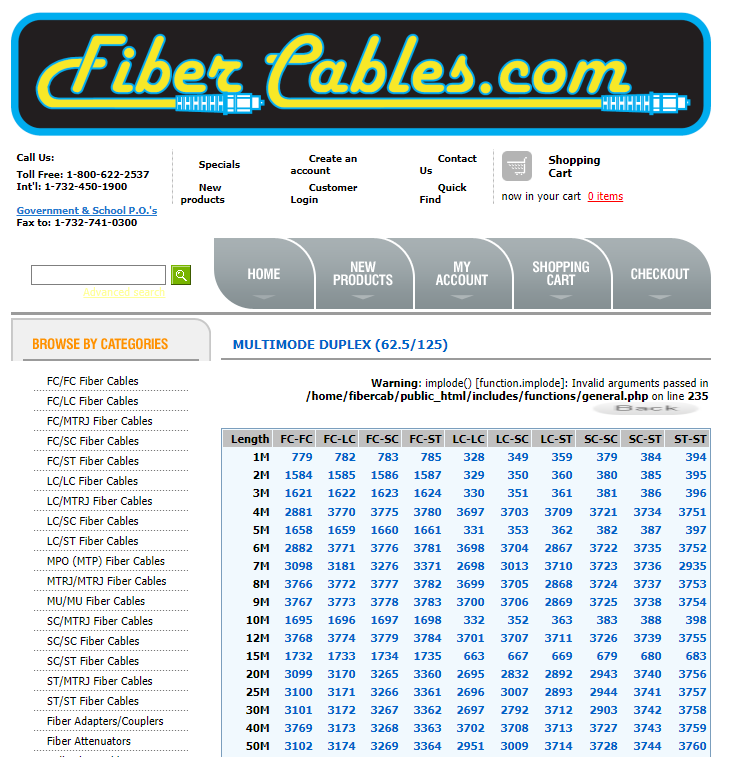 Fiber Cables.com
Call Us:
Toll Free: 1-800-622-2537
Int'l: 1-732-450-1900
Government & School P.O.'s
Fax to: 1-732-741-0300
Specials
New products
Create an account
Customer Login
Contact Us
Quick Find
Shopping Cart
now in your cart 0 items
Advanced search
HOME
NEW PRODUCTS
MY ACCOUNT
SHOPPING CART
CHECKOUT
BROWSE BY CATEGORIES
FC/FC Fiber Cables
FC/LC Fiber Cables
FC/MTRJ Fiber Cables
FC/SC Fiber Cables
FC/ST Fiber Cables
LC/LC Fiber Cables
LC/MTRJ Fiber Cables
LC/SC Fiber Cables
LC/ST Fiber Cables
MPO (MTP) Fiber Cables
MTRJ/MTRJ Fiber Cables
MU/MU Fiber Cables
SC/MTRJ Fiber Cables
SC/SC Fiber Cables
SC/ST Fiber Cables
ST/MTRJ Fiber Cables
ST/ST Fiber Cables
Fiber Adapters/Couplers
Fiber Attenuators
MULTIMODE DUPLEX (62.5/125)
Warning: implode() [function.implode]: Invalid arguments passed in
/home/fibercab/public_html/includes/functions/general.php on line 235
Back
Length FC-FC FC-LC FC-SC FC-ST LC-LC LC-SC LC-ST SC-SC SC-ST ST-ST
1M 779 782 783 785 328 349 359 379 384 394
2M 1584 1585 1586 1587 329 350 360 380 385 395
3M 1621 1622 1623 1624 330 351 361 381 386 396
4M 2881 3770 3775 3780 3697 3703 3709 3721 3734 3751
5M 1658 1659 1660 1661 331 353 362 382 387 397
6M 2882 3771 3776 3781 3698 3704 2867 3722 3735 3752
7M 3098 3181 3276 3371 2698 3013 3710 3723 3736 2935
8M 3766 3772 3777 3782 3699 3705 2868 3724 3737 3753
9M 3767 3773 3778 3783 3700 3706 2869 3725 3738 3754
10M 1695 1696 1697 1698 332 352 363 383 388 398
12M 3768 3774 3779 3784 3701 3707 3711 3726 3739 3755
15M 1732 1733 1734 1735 663 667 669 679 680 683
20M 3099 3170 3265 3360 2695 2832 2892 2943 3740 3756
25M 3100 3171 3266 3361 2696 3007 2893 2944 3741 3757
30M 3101 3172 3267 3362 2697 2792 3712 2903 3742 3758
40M 3769 3173 3268 3363 3702 3708 3713 3727 3743 3759
50M 3102 3174 3269 3364 2951 3009 3714 3728 3744 3760